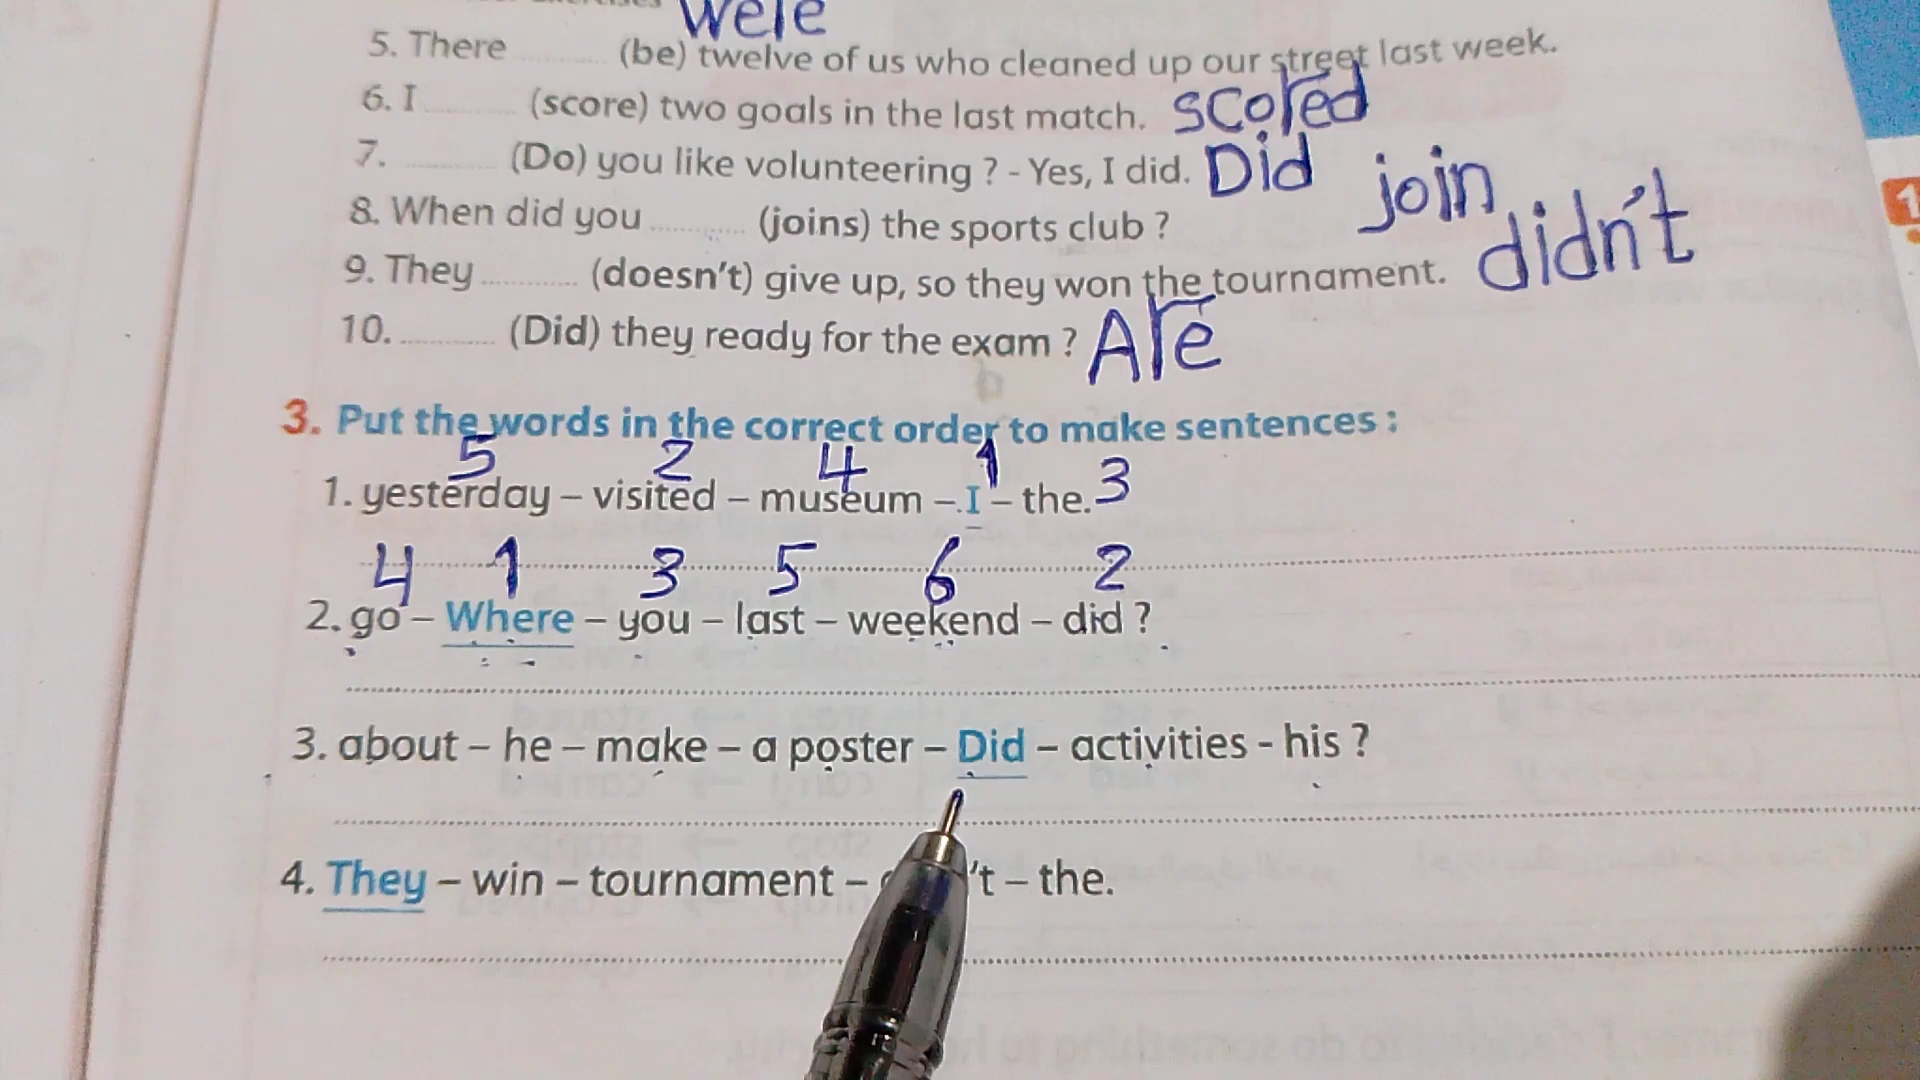 were
5. There ............ (be) twelve of us who cleaned up our street last week.
6. I ............ (score) two goals in the last match. scored
7. ............ (Do) you like volunteering ? - Yes, I did. Did
8. When did you ............ (joins) the sports club ? join
9. They ............ (doesn't) give up, so they won the tournament. didn't
10. ............ (Did) they ready for the exam ? Are
3. Put the words in the correct order to make sentences :
5 2 4 1 3
1. yesterday – visited – museum – I – the.
4 1 3 5 6 2
2. go – Where – you – last – weekend – did ?
3. about – he – make – a poster – Did – activities - his ?
4. They – win – tournament – 't – the.
1